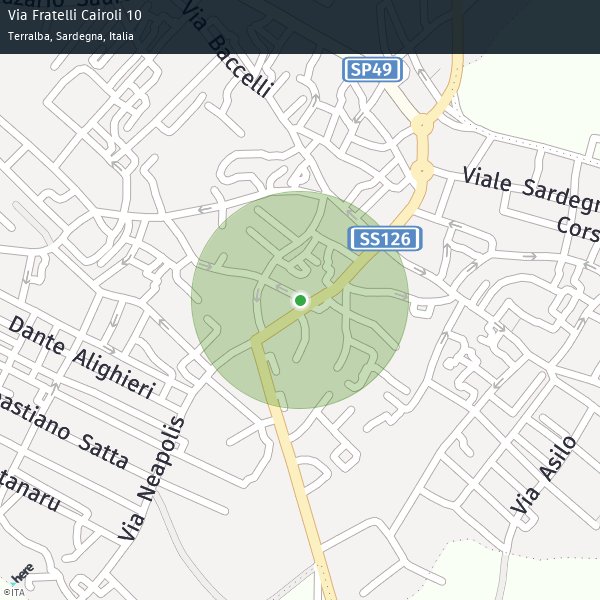 Via Fratelli Cairoli 10
Terralba, Sardegna, Italia
Via Baccelli
SP49
Viale Sardegn
Cors
SS126
Dante Alighieri
bastiano Satta
Via Neapolis
Via Asilo
tanaru
here
©ITA